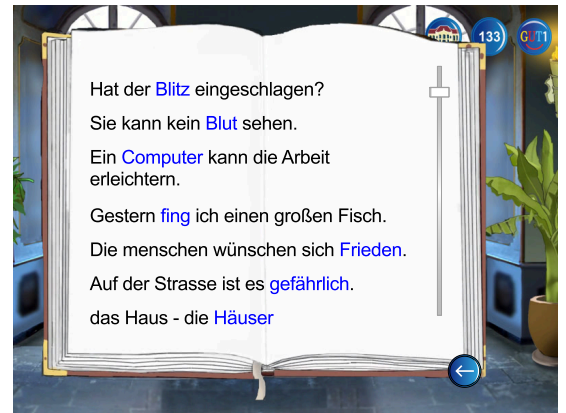 133
GUT1
Hat der Blitz eingeschlagen?
Sie kann kein Blut sehen.
Ein Computer kann die Arbeit
erleichtern.
Gestern fing ich einen großen Fisch.
Die menschen wünschen sich Frieden.
Auf der Strasse ist es gefährlich.
das Haus - die Häuser